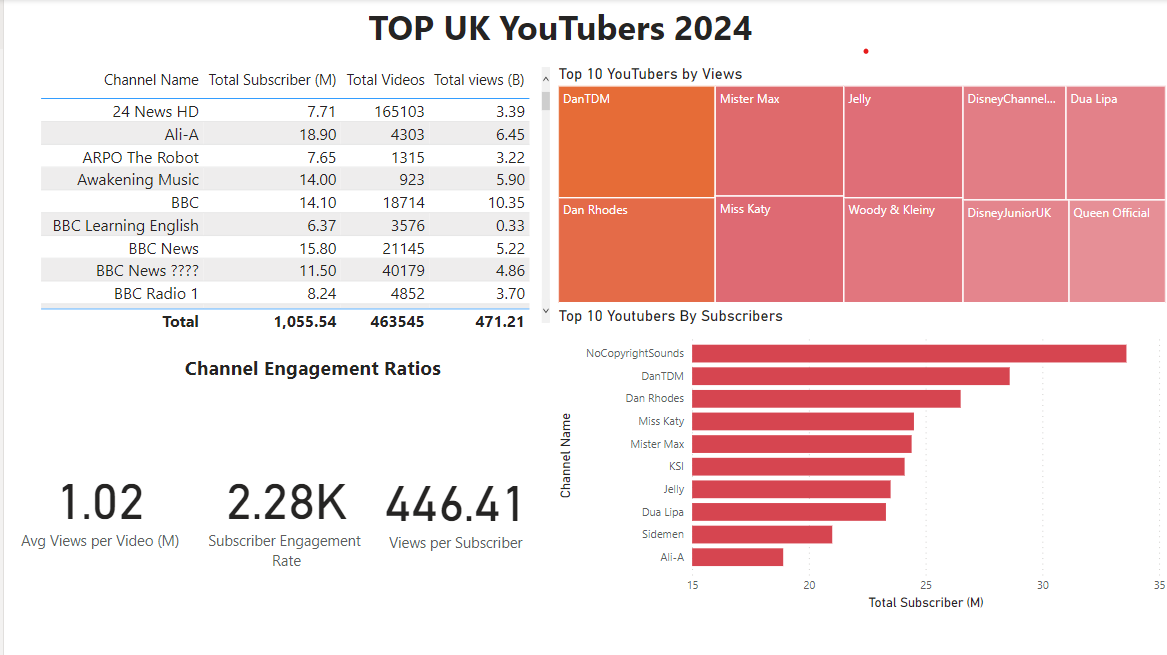 TOP UK YouTubers 2024
Channel Name Total Subscriber (M) Total Videos Total views (B)
24 News HD 7.71 165103 3.39
Ali-A 18.90 4303 6.45
ARPO The Robot 7.65 1315 3.22
Awakening Music 14.00 923 5.90
BBC 14.10 18714 10.35
BBC Learning English 6.37 3576 0.33
BBC News 15.80 21145 5.22
BBC News ???? 11.50 40179 4.86
BBC Radio 1 8.24 4852 3.70
Total 1,055.54 463545 471.21
Top 10 YouTubers by Views
DanTDM
Mister Max
Jelly
DisneyChannel...
Dua Lipa
Dan Rhodes
Miss Katy
Woody & Kleiny
DisneyJuniorUK
Queen Official
Channel Engagement Ratios
1.02
Avg Views per Video (M)
2.28K
Subscriber Engagement
Rate
446.41
Views per Subscriber
Top 10 Youtubers By Subscribers
Channel Name
NoCopyrightSounds
DanTDM
Dan Rhodes
Miss Katy
Mister Max
KSI
Jelly
Dua Lipa
Sidemen
Ali-A
15 20 25 30 35
Total Subscriber (M)